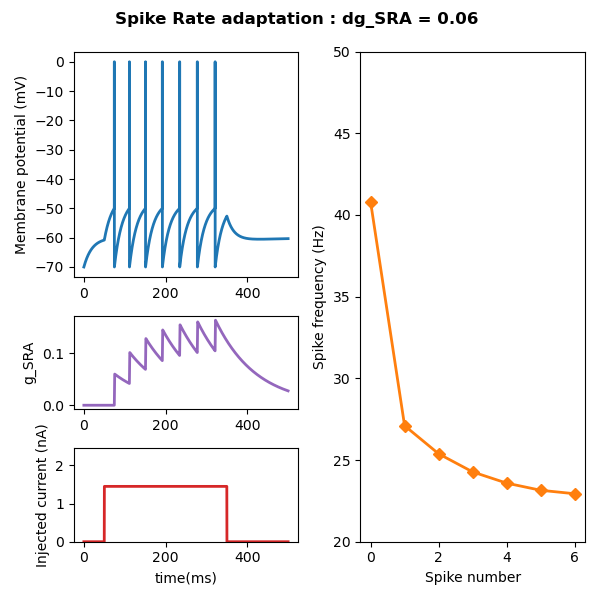 Spike Rate adaptation : dg_SRA = 0.06
Membrane potential (mV)
0
−10
−20
−30
−40
−50
−60
−70
0 200 400
g_SRA
0.1
0.0
0 200 400
Injected current (nA)
2
1
0
0 200 400
time(ms)
Spike frequency (Hz)
50
45
40
35
30
25
20
0 2 4 6
Spike number